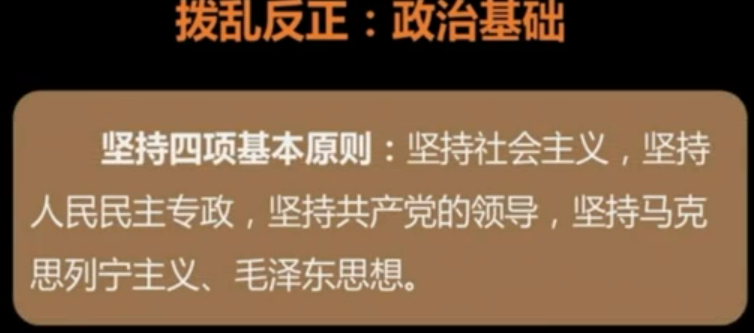 拨乱反正：政治基础
坚持四项基本原则：坚持社会主义，坚持
人民民主专政，坚持共产党的领导，坚持马克
思列宁主义、毛泽东思想。